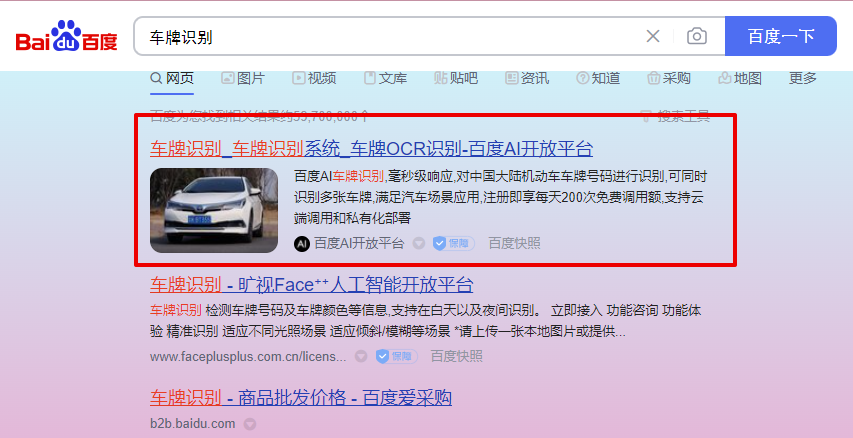 Bai du 百度 车牌识别 百度一下
网页 图片 视频 文库 贴吧 资讯 知道 采购 地图 更多
百度为您找到相关结果约59,700,000个 搜索工具
车牌识别_车牌识别系统_车牌OCR识别-百度AI开放平台
百度AI车牌识别,毫秒级响应,对中国大陆机动车车牌号码进行识别,可同时
识别多张车牌,满足汽车场景应用,注册即享每天200次免费调用额,支持云
端调用和私有化部署
AI 百度AI开放平台 保障 百度快照
车牌识别 - 旷视Face⁺⁺人工智能开放平台
车牌识别 检测车牌号码及车牌颜色等信息,支持在白天以及夜间识别。 立即接入 功能咨询 功能体
验 精准识别 适应不同光照场景 适应倾斜/模糊等场景 *请上传一张本地图片或提供...
www.faceplusplus.com.cn/licens... 保障 百度快照
车牌识别 - 商品批发价格 - 百度爱采购
b2b.baidu.com